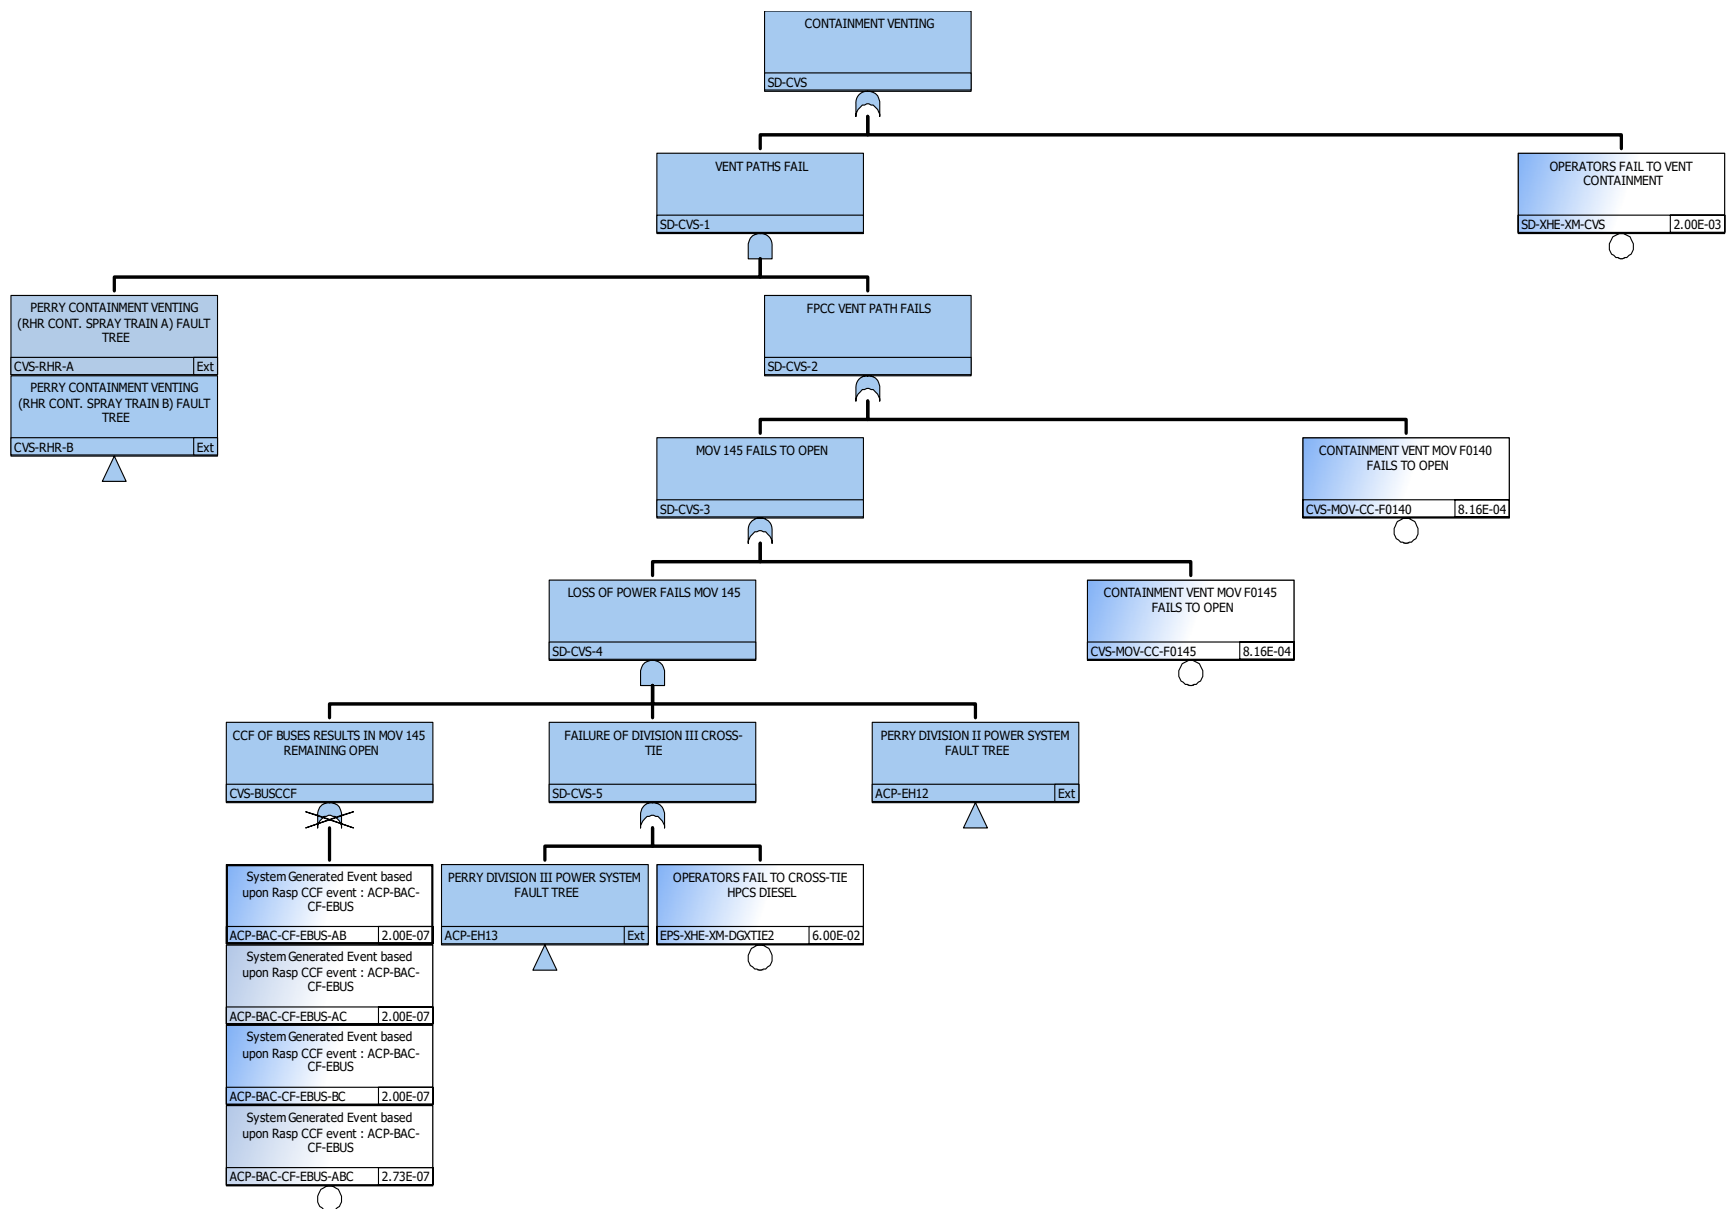 CONTAINMENT VENTING
SD-CVS
VENT PATHS FAIL
SD-CVS-1
OPERATORS FAIL TO VENT
CONTAINMENT
SD-XHE-XM-CVS 2.00E-03
PERRY CONTAINMENT VENTING
(RHR CONT. SPRAY TRAIN A) FAULT
TREE
CVS-RHR-A Ext
PERRY CONTAINMENT VENTING
(RHR CONT. SPRAY TRAIN B) FAULT
TREE
CVS-RHR-B Ext
FPCC VENT PATH FAILS
SD-CVS-2
MOV 145 FAILS TO OPEN
SD-CVS-3
CONTAINMENT VENT MOV F0140
FAILS TO OPEN
CVS-MOV-CC-F0140 8.16E-04
LOSS OF POWER FAILS MOV 145
SD-CVS-4
CONTAINMENT VENT MOV F0145
FAILS TO OPEN
CVS-MOV-CC-F0145 8.16E-04
CCF OF BUSES RESULTS IN MOV 145
REMAINING OPEN
CVS-BUSCCF
FAILURE OF DIVISION III CROSS-
TIE
SD-CVS-5
PERRY DIVISION II POWER SYSTEM
FAULT TREE
ACP-EH12 Ext
System Generated Event based
upon Rasp CCF event : ACP-BAC-
CF-EBUS
ACP-BAC-CF-EBUS-AB 2.00E-07
System Generated Event based
upon Rasp CCF event : ACP-BAC-
CF-EBUS
ACP-BAC-CF-EBUS-AC 2.00E-07
System Generated Event based
upon Rasp CCF event : ACP-BAC-
CF-EBUS
ACP-BAC-CF-EBUS-BC 2.00E-07
System Generated Event based
upon Rasp CCF event : ACP-BAC-
CF-EBUS
ACP-BAC-CF-EBUS-ABC 2.73E-07
PERRY DIVISION III POWER SYSTEM
FAULT TREE
ACP-EH13 Ext
OPERATORS FAIL TO CROSS-TIE
HPCS DIESEL
EPS-XHE-XM-DGXTIE2 6.00E-02